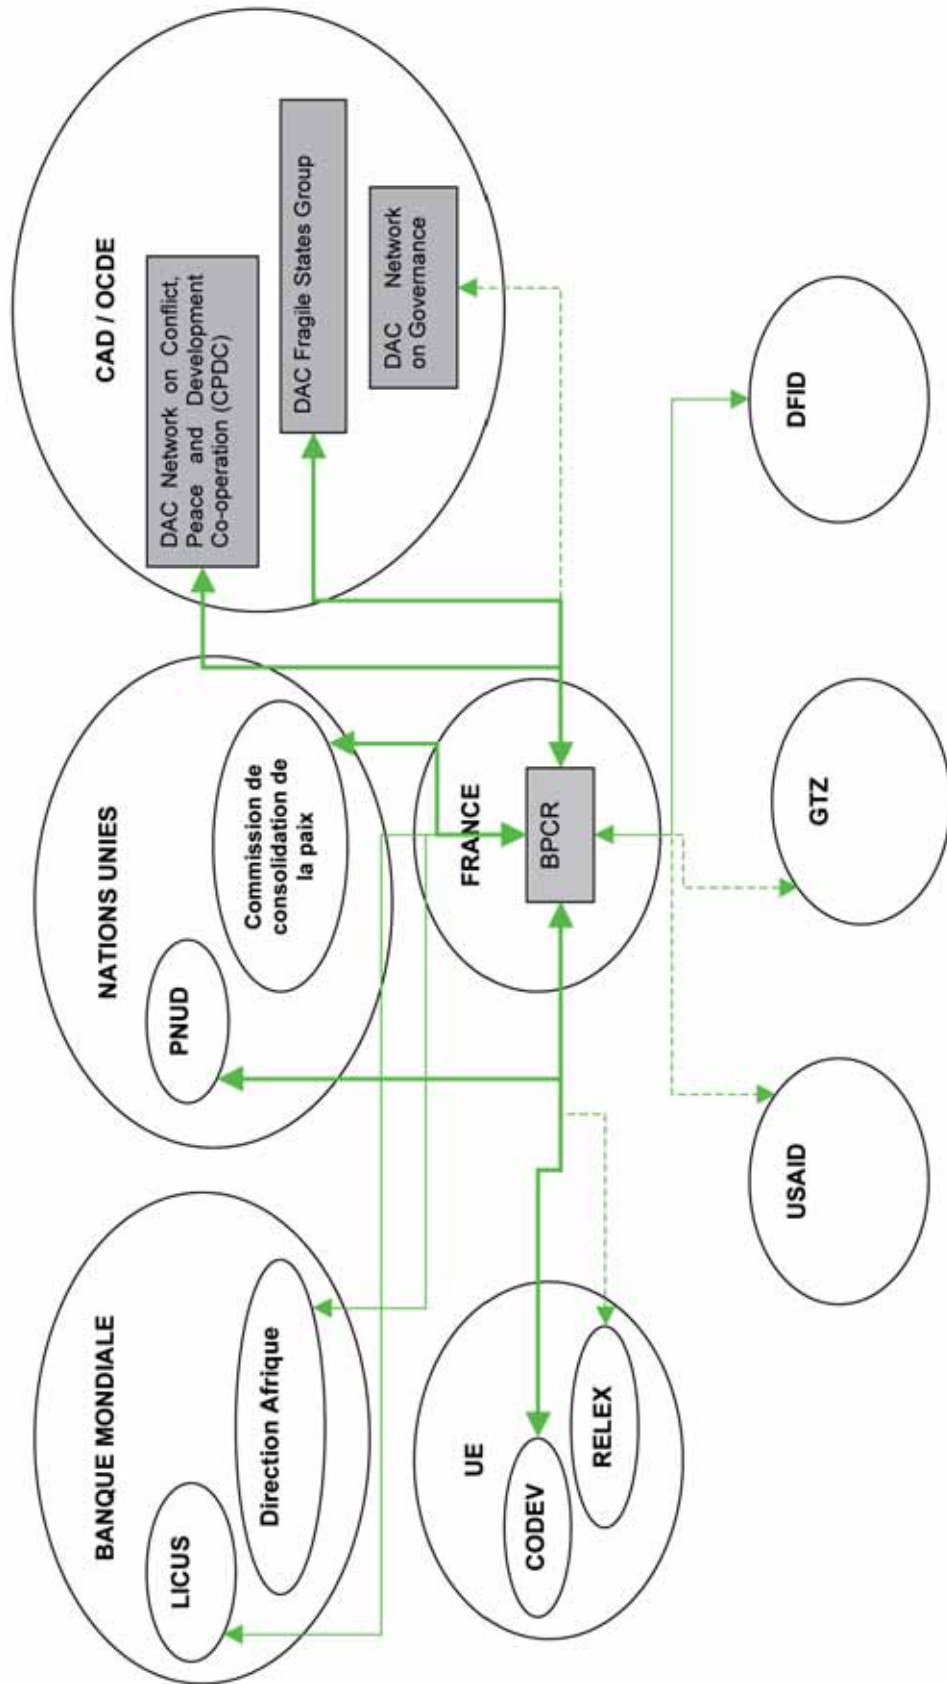 BANQUE MONDIALE
LICUS
Direction Afrique
NATIONS UNIES
PNUD
Commission de
consolidation de
la paix
CAD / OCDE
DAC Network on Conflict,
Peace and Development
Co-operation (CPDC)
DAC Fragile States Group
DAC Network
on Governance
UE
CODEV
RELEX
FRANCE
BPCR
USAID
GTZ
DFID